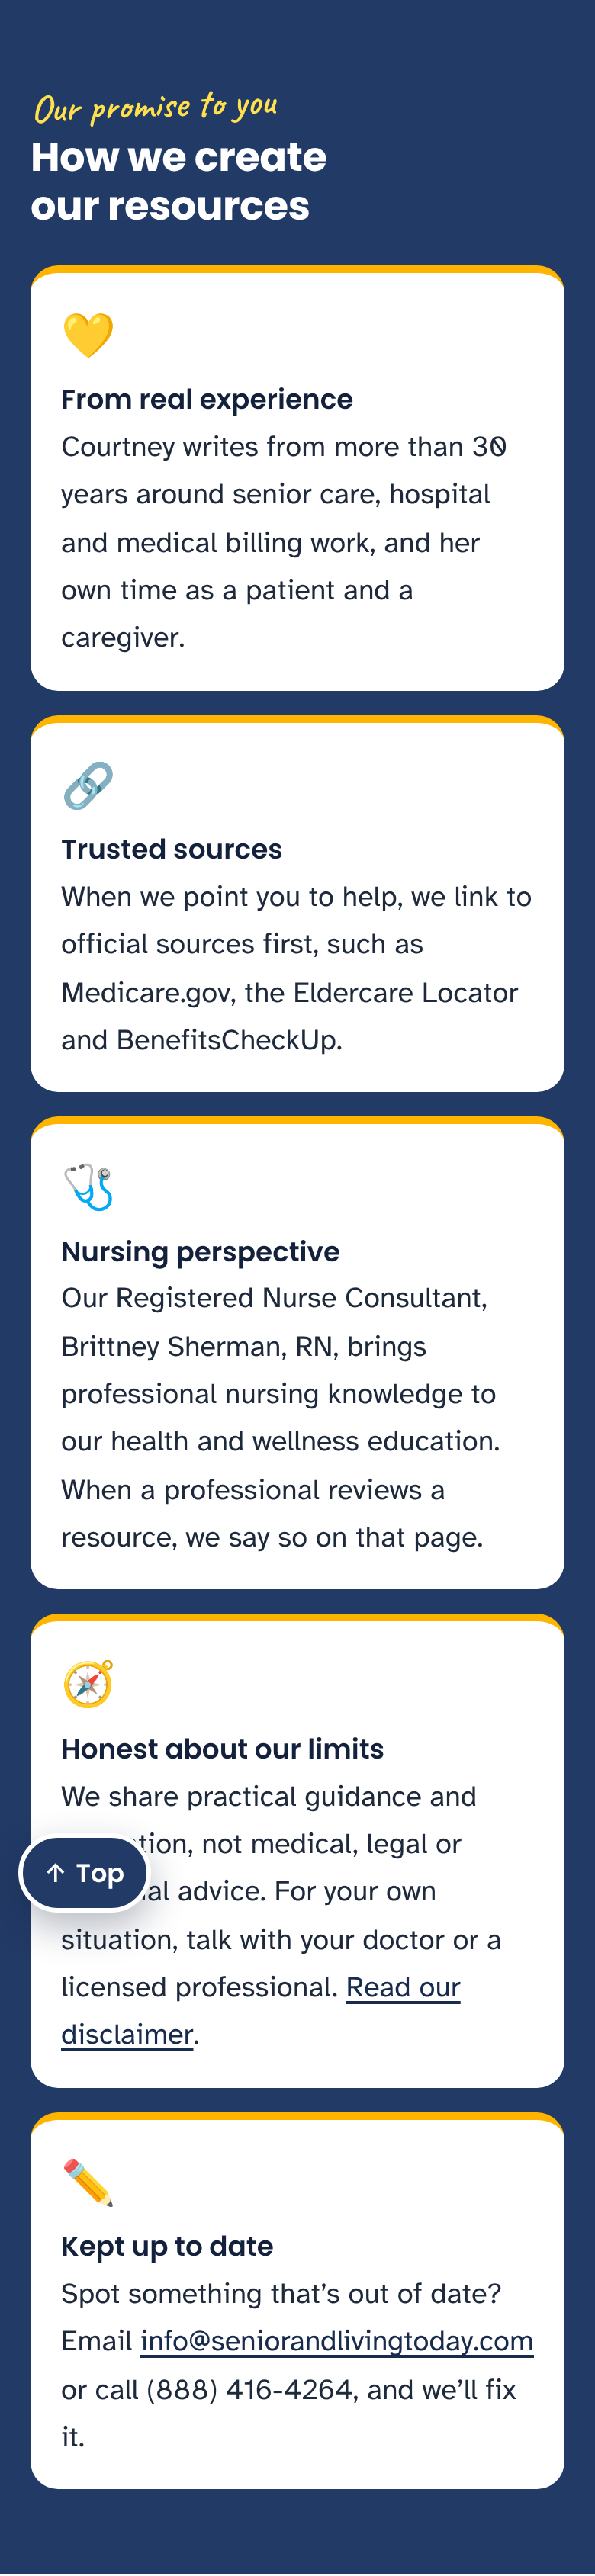 Our promise to you
How we create
our resources
From real experience
Courtney writes from more than 30
years around senior care, hospital
and medical billing work, and her
own time as a patient and a
caregiver.
Trusted sources
When we point you to help, we link to
official sources first, such as
Medicare.gov, the Eldercare Locator
and BenefitsCheckUp.
Nursing perspective
Our Registered Nurse Consultant,
Brittney Sherman, RN, brings
professional nursing knowledge to
our health and wellness education.
When a professional reviews a
resource, we say so on that page.
Honest about our limits
We share practical guidance and
not medical, legal or
↑ Top
advice. For your own
situation, talk with your doctor or a
licensed professional. Read our
disclaimer.
Kept up to date
Spot something that’s out of date?
Email info@seniorandlivingtoday.com
or call (888) 416-4264, and we’ll fix
it.